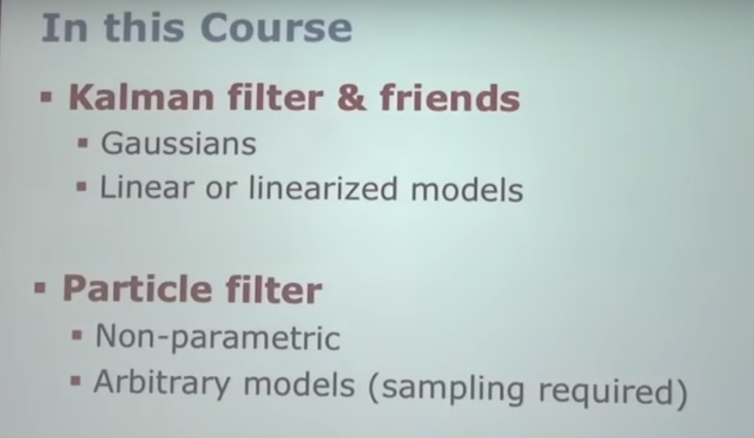 In this Course
▪ Kalman filter & friends
▪ Gaussians
▪ Linear or linearized models
▪ Particle filter
▪ Non-parametric
▪ Arbitrary models (sampling required)